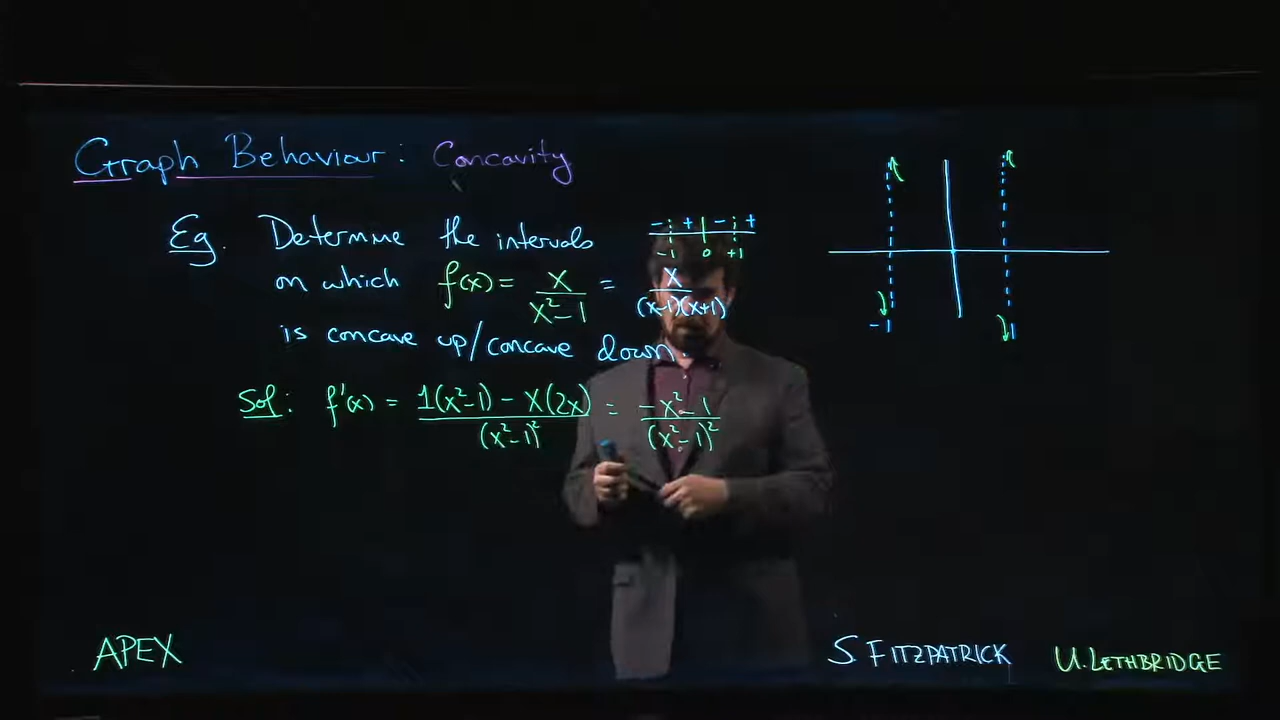 Graph Behaviour: Concavity
Eg. Determine the intervals
on which f(x) = x/(x²-1) = x/((x-1)(x+1))
is concave up/concave down.
- + - +
-1 0 +1
Sol: f'(x) = (1(x²-1) - x(2x))/(x²-1)² = (-x²-1)/(x²-1)²
-1 1
APEX
S FITZPATRICK
U. LETHBRIDGE